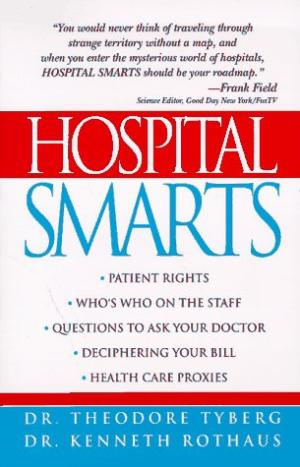 "You would never think of traveling through
strange territory without a map, and
when you enter the mysterious world of hospitals,
HOSPITAL SMARTS should be your roadmap."
—Frank Field
Science Editor, Good Day New York/FoxTV
HOSPITAL
SMARTS
• PATIENT RIGHTS
• WHO'S WHO ON THE STAFF
• QUESTIONS TO ASK YOUR DOCTOR
• DECIPHERING YOUR BILL
• HEALTH CARE PROXIES
DR. THEODORE TYBERG
DR. KENNETH ROTHAUS